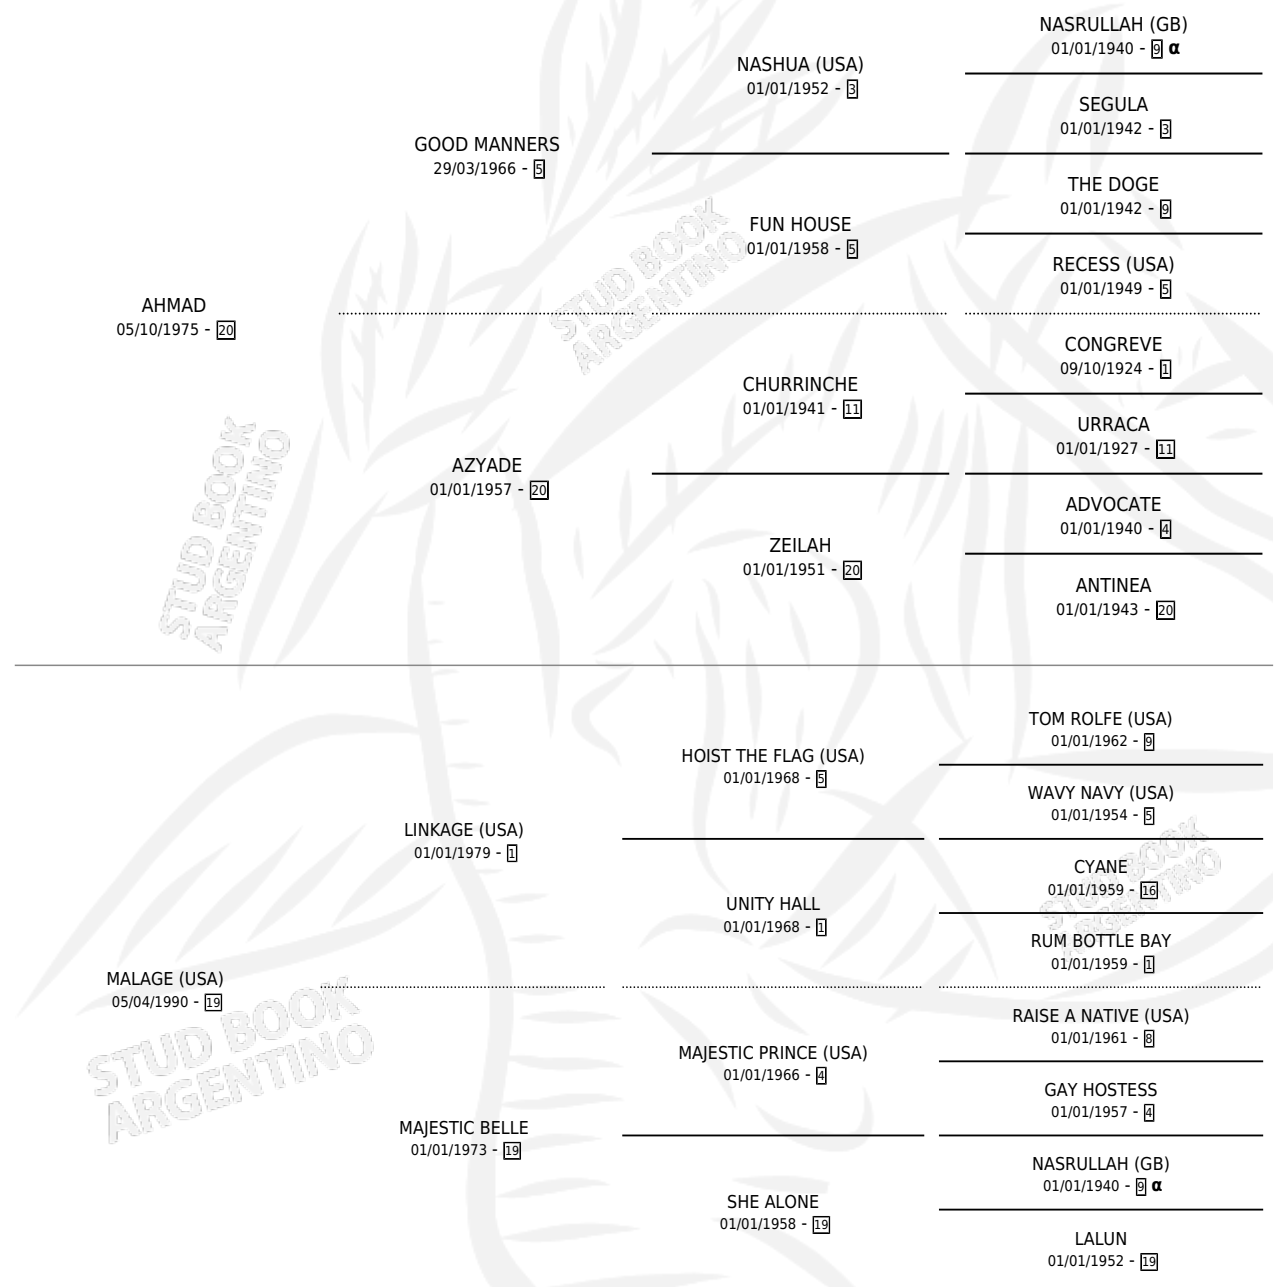 NASRULLAH (GB)
01/01/1940 - 9 α
NASHUA (USA)
01/01/1952 - 3
SEGULA
01/01/1942 - 3
GOOD MANNERS
29/03/1966 - 5
THE DOGE
01/01/1942 - 9
FUN HOUSE
01/01/1958 - 5
RECESS (USA)
01/01/1949 - 5
AHMAD
05/10/1975 - 20
CONGREVE
09/10/1924 - 1
CHURRINCHE
01/01/1941 - 11
URRACA
01/01/1927 - 11
AZYADE
01/01/1957 - 20
ADVOCATE
01/01/1940 - 4
ZEILAH
01/01/1951 - 20
ANTINEA
01/01/1943 - 20
TOM ROLFE (USA)
01/01/1962 - 9
HOIST THE FLAG (USA)
01/01/1968 - 5
WAVY NAVY (USA)
01/01/1954 - 5
LINKAGE (USA)
01/01/1979 - 1
CYANE
01/01/1959 - 16
UNITY HALL
01/01/1968 - 1
RUM BOTTLE BAY
01/01/1959 - 1
MALAGE (USA)
05/04/1990 - 19
RAISE A NATIVE (USA)
01/01/1961 - 8
MAJESTIC PRINCE (USA)
01/01/1966 - 4
GAY HOSTESS
01/01/1957 - 4
MAJESTIC BELLE
01/01/1973 - 19
NASRULLAH (GB)
01/01/1940 - 9 α
SHE ALONE
01/01/1958 - 19
LALUN
01/01/1952 - 19
STUD BOOK
ARGENTINO
STUD BOOK
ARGENTINO
STUD BOOK
ARGENTINO
STUD BOOK
ARGENTINO